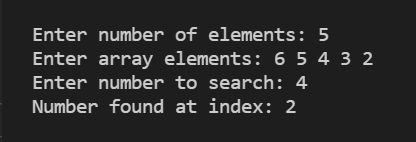 Enter number of elements: 5
Enter array elements: 6 5 4 3 2
Enter number to search: 4
Number found at index: 2